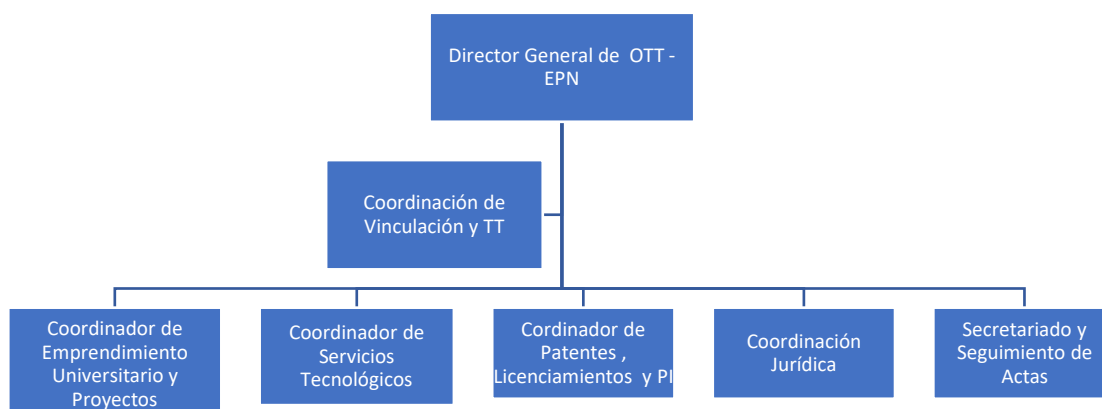 Director General de OTT -
EPN
Coordinación de
Vinculación y TT
Coordinador de
Emprendimiento
Universitario y
Proyectos
Coordinador de
Servicios
Tecnológicos
Cordinador de
Patentes ,
Licenciamientos y PI
Coordinación
Jurídica
Secretariado y
Seguimiento de
Actas